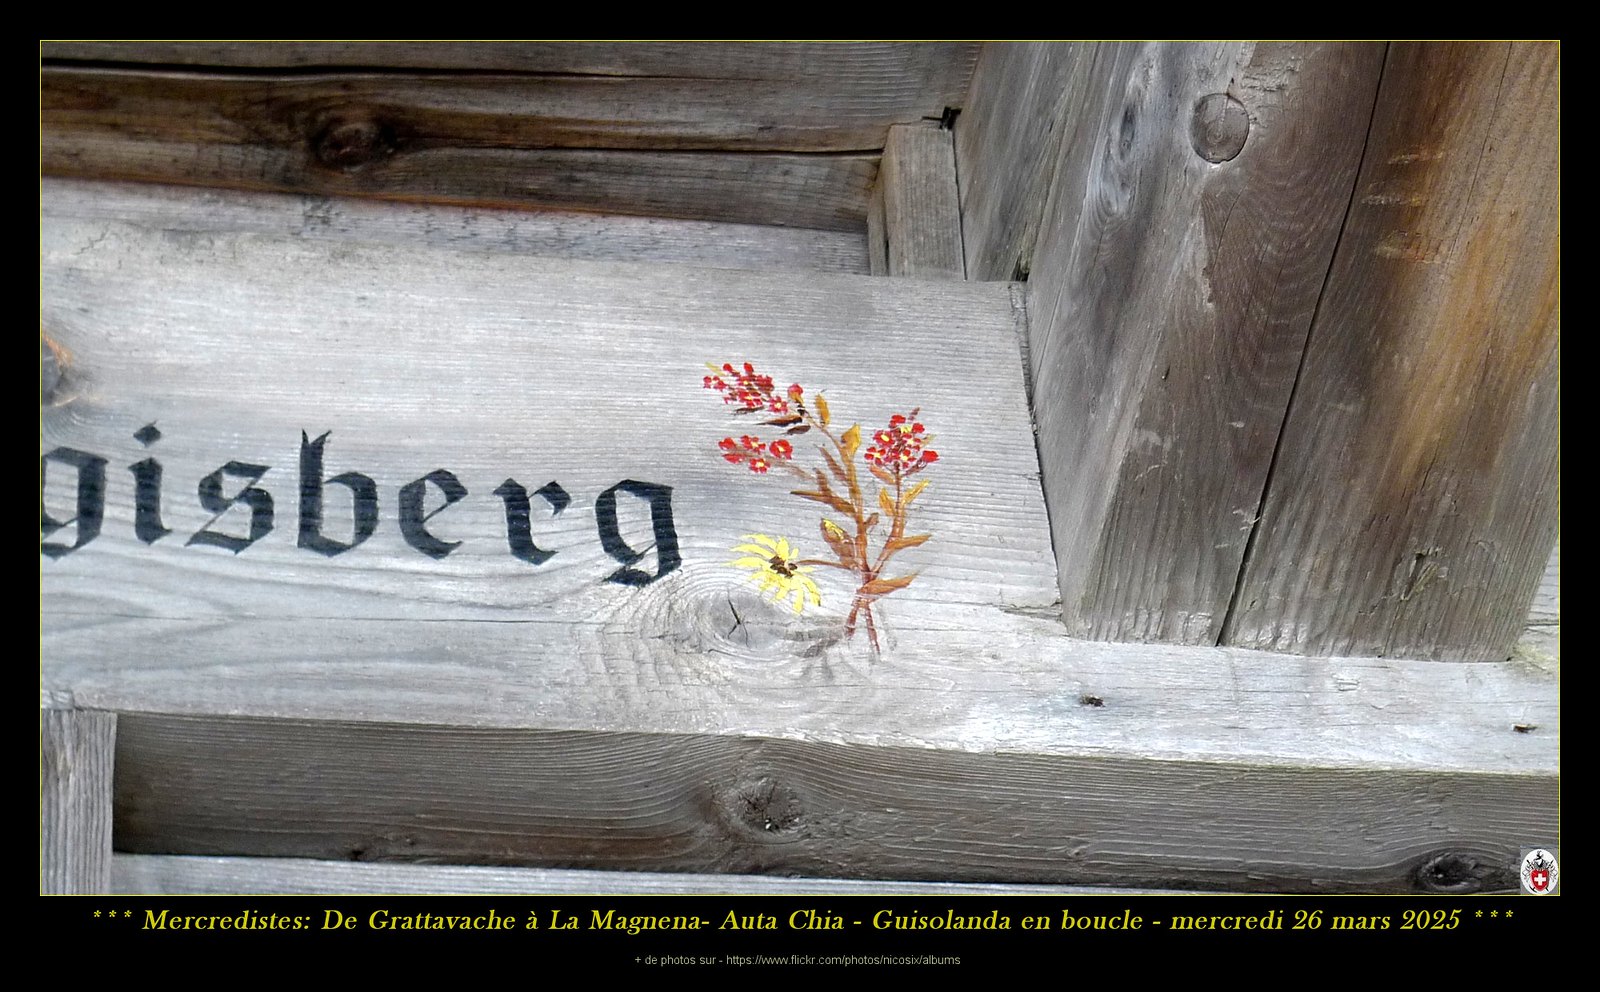 gisberg
*** Mercredistes: De Grattavache à La Magnena- Auta Chia - Guisolanda en boucle - mercredi 26 mars 2025 ***
+ de photos sur - https://www.flickr.com/photos/nicosix/albums